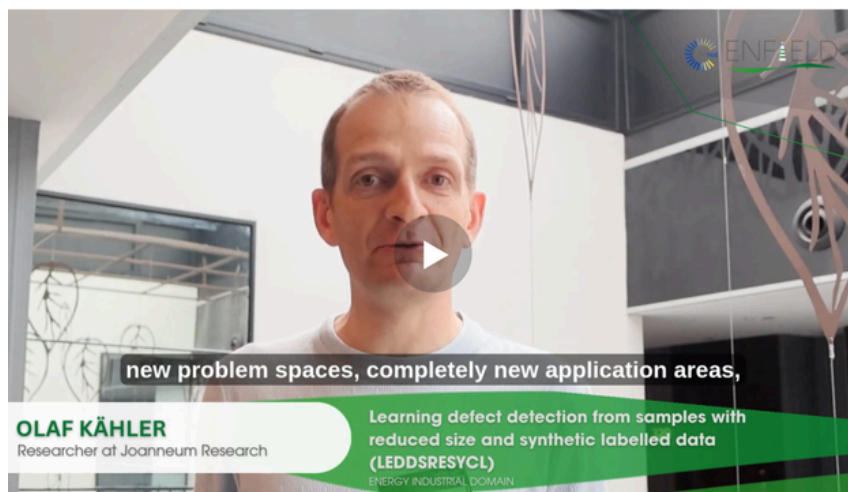 ENFIELD
new problem spaces, completely new application areas,
OLAF KÄHLER
Researcher at Joanneum Research
Learning defect detection from samples with
reduced size and synthetic labelled data
(LEDDSRESYCL)
ENERGY INDUSTRIAL DOMAIN